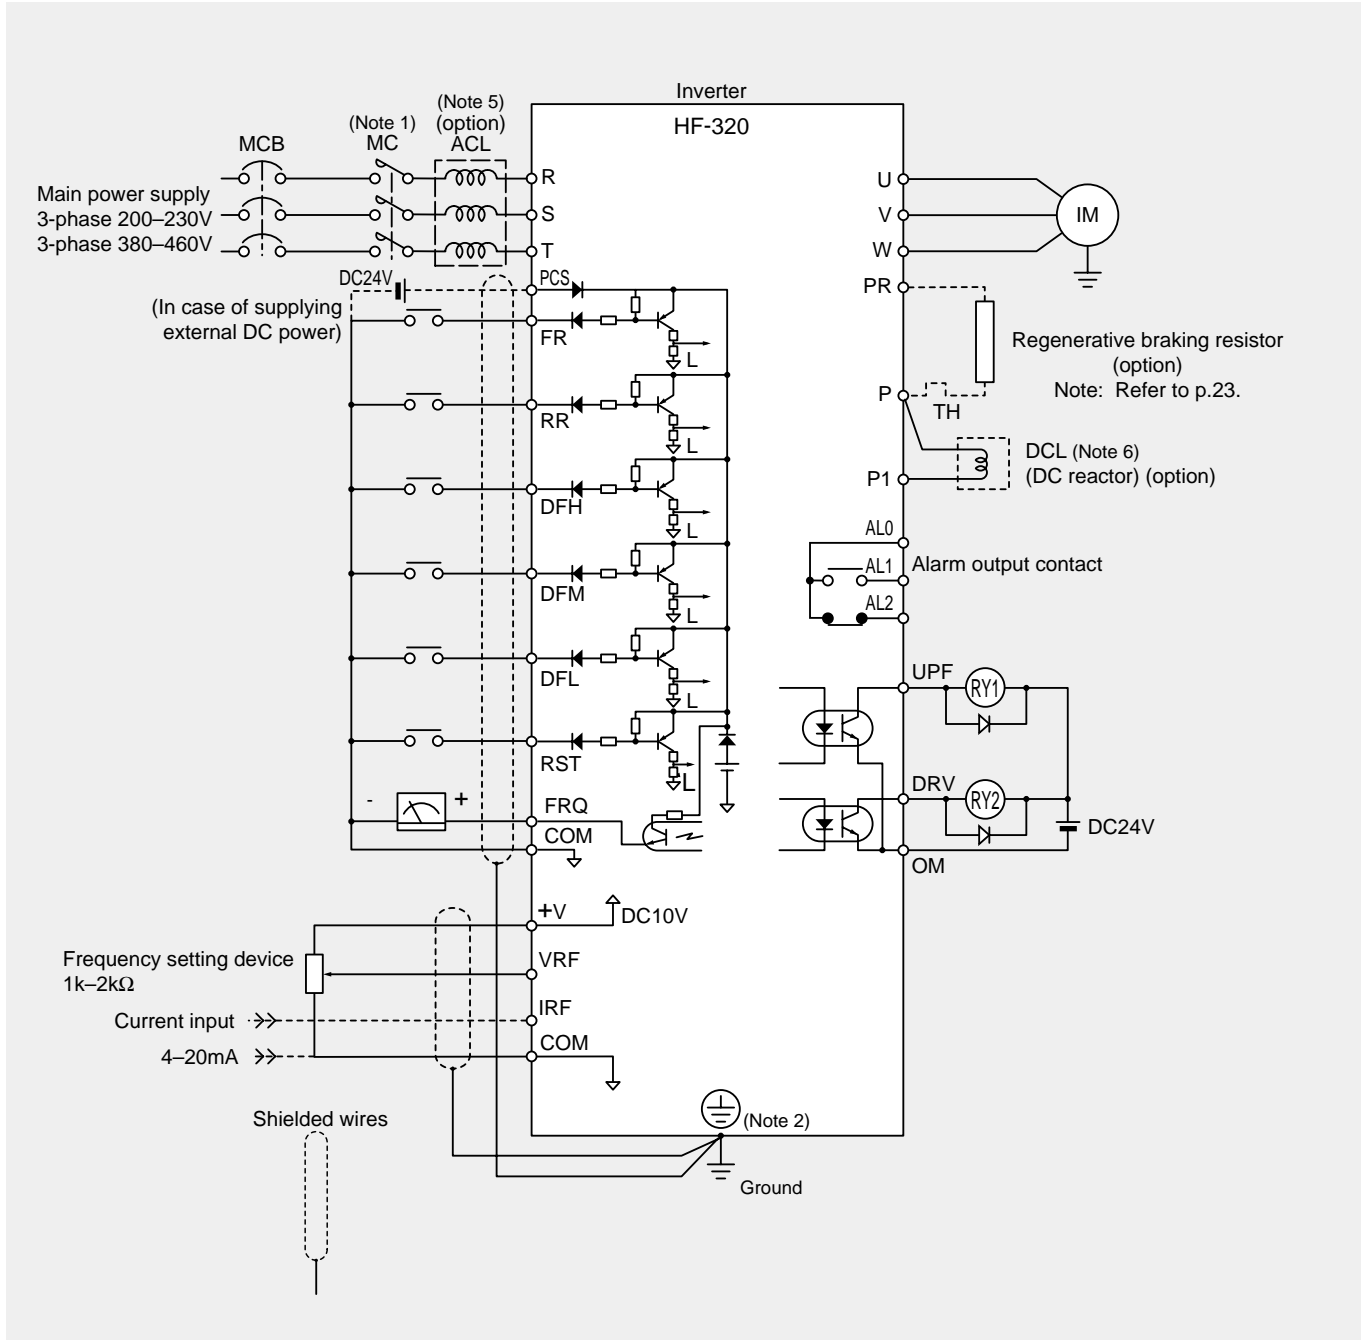 Inverter
HF-320
(Note 5)
(option)
ACL
(Note 1)
MC
MCB
Main power supply
3-phase 200–230V
3-phase 380–460V
R
S
T
U
V
W
IM
DC24V
PCS
(In case of supplying
external DC power)
FR
L
RR
L
DFH
L
DFM
L
DFL
L
RST
L
PR
Regenerative braking resistor
(option)
Note: Refer to p.23.
P
TH
DCL (Note 6)
(DC reactor) (option)
P1
AL0
AL1
Alarm output contact
AL2
UPF
RY1
DRV
RY2
DC24V
OM
- +
FRQ
COM
+V
DC10V
Frequency setting device
1k–2kΩ
VRF
Current input
IRF
4–20mA
COM
Shielded wires
(Note 2)
Ground